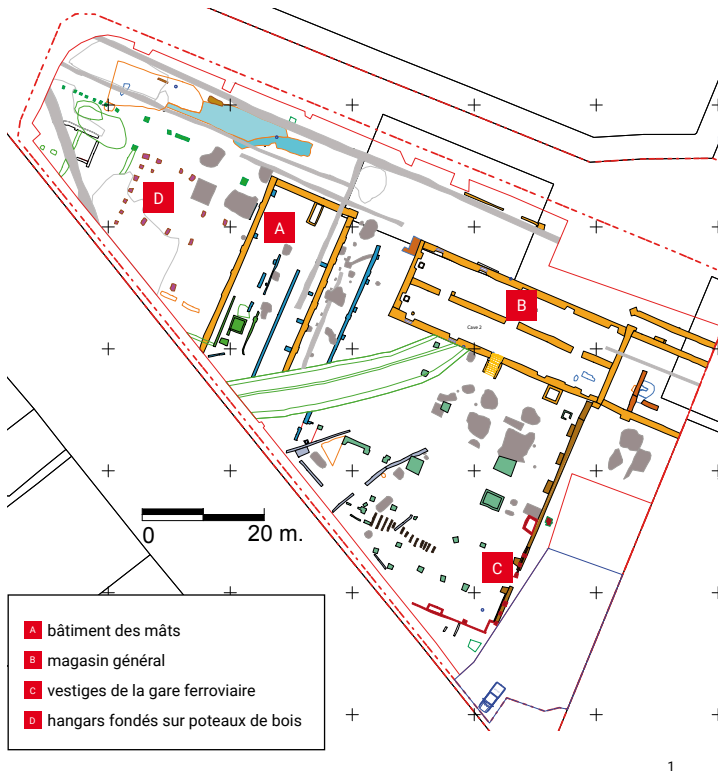 D
A
B
Cave 2
0
20 m.
C
A bâtiment des mâts
B magasin général
C vestiges de la gare ferroviaire
D hangars fondés sur poteaux de bois
1